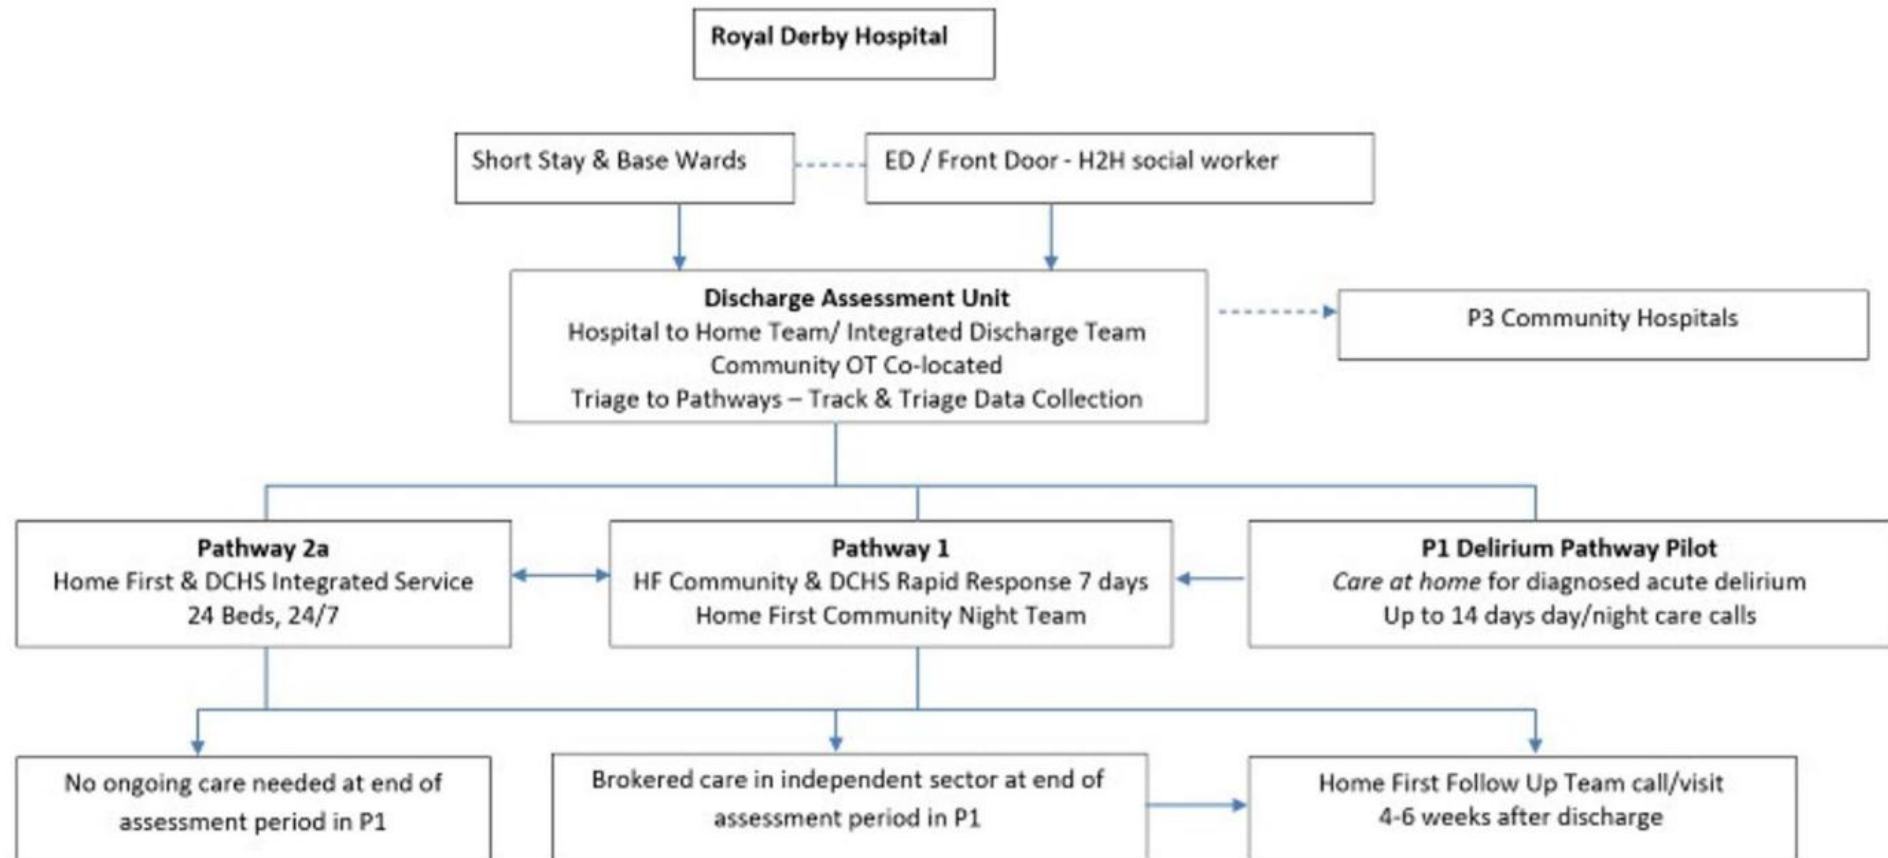 Royal Derby Hospital
Short Stay & Base Wards
ED / Front Door - H2H social worker
Discharge Assessment Unit
Hospital to Home Team/ Integrated Discharge Team
Community OT Co-located
Triage to Pathways – Track & Triage Data Collection
P3 Community Hospitals
Pathway 2a
Home First & DCHS Integrated Service
24 Beds, 24/7
Pathway 1
HF Community & DCHS Rapid Response 7 days
Home First Community Night Team
P1 Delirium Pathway Pilot
Care at home for diagnosed acute delirium
Up to 14 days day/night care calls
No ongoing care needed at end of
assessment period in P1
Brokered care in independent sector at end of
assessment period in P1
Home First Follow Up Team call/visit
4-6 weeks after discharge